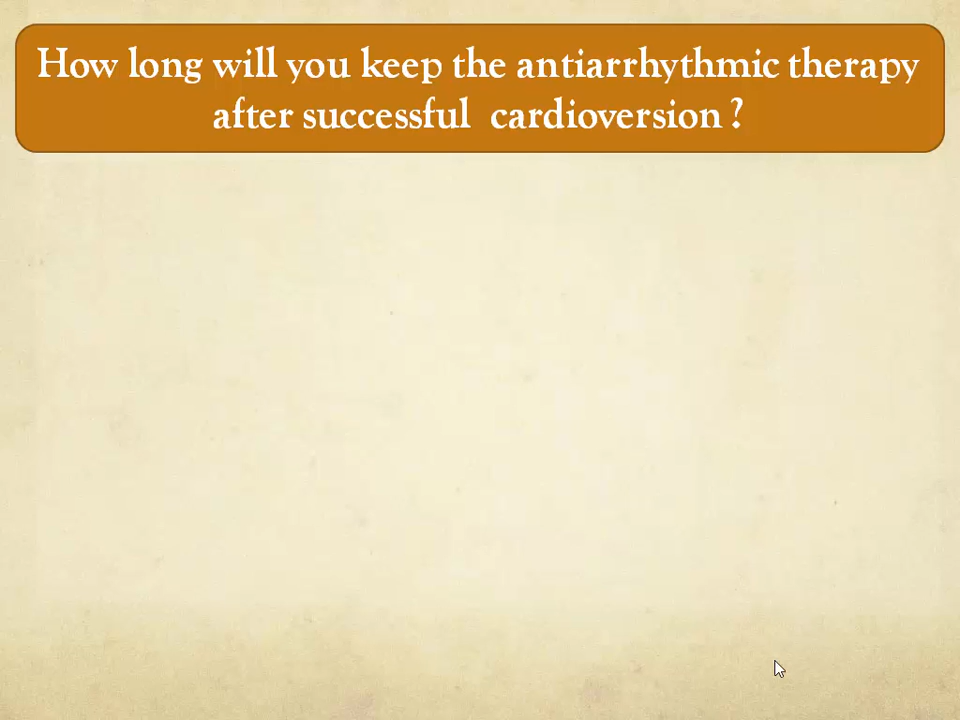 How long will you keep the antiarrhythmic therapy
after successful cardioversion ?